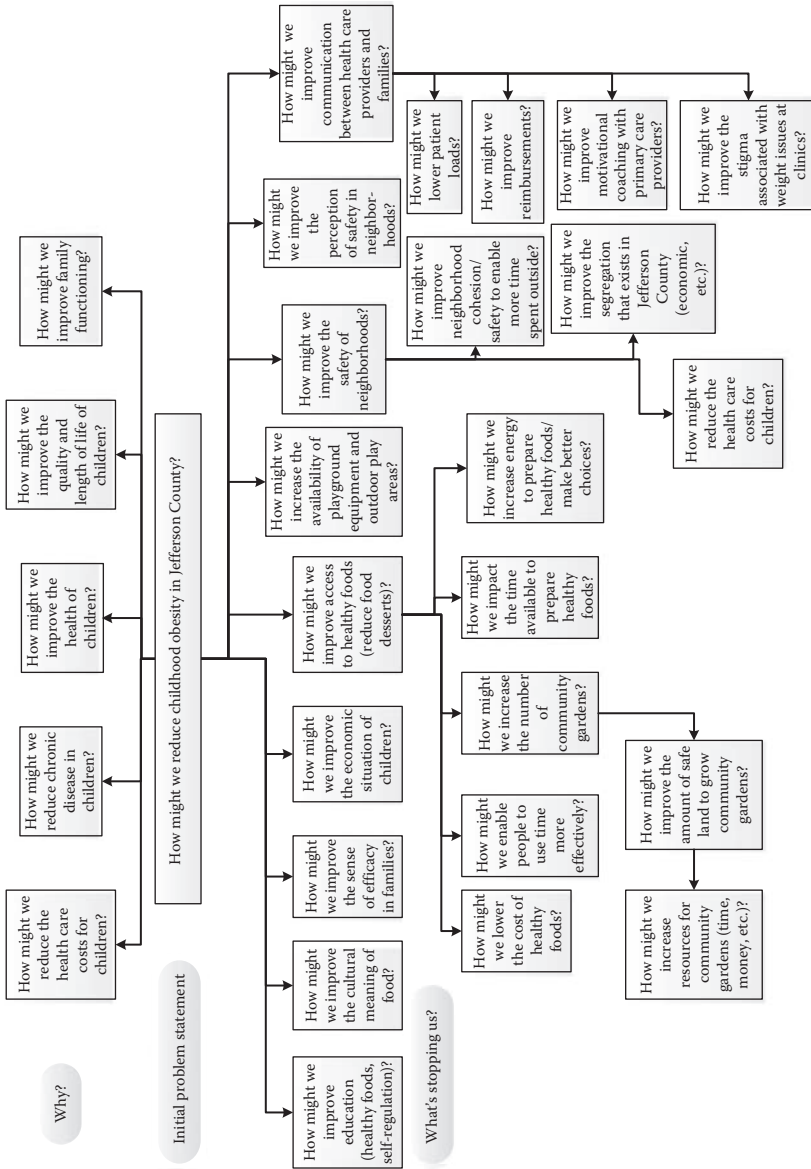 Why?
How might we
reduce the
health care
costs for
children?
How might we
reduce chronic
disease in
children?
How might we
improve the
health of
children?
How might we
improve the
quality and
length of life of
children?
How might we
improve family
functioning?
Initial problem statement
How might we reduce childhood obesity in Jefferson County?
How might we
improve
education
(healthy foods,
self-regulation)?
How might
we improve
the cultural
meaning of
food?
How might
we improve
the sense
of efficacy
in families?
How might
we improve
the economic
situation of
children?
How might we
improve access
to healthy foods
(reduce food
desserts)?
How might we
increase the
availability of
playground
equipment and
outdoor play
areas?
How might we
improve the
safety of
neighborhoods?
How might
we improve
the
perception
of safety in
neighbor-
hoods?
How might we
improve
communication
between health care
providers and
families?
What's stopping us?
How might
we lower
the cost of
healthy
foods?
How might
we enable
people to
use time
more
effectively?
How might
we increase
the number
of
community
gardens?
How might
we impact
the time
available to
prepare
healthy
foods?
How might we
increase energy
to prepare
healthy foods/
make better
choices?
How might we
improve
neighborhood
cohesion/
safety to enable
more time
spent outside?
How might we
lower patient
loads?
How might we
improve
reimbursements?
How might we
improve
motivational
coaching with
primary care
providers?
How might we
improve the
stigma
associated with
weight issues at
clinics?
How might we
improve the
segregation
that exists in
Jefferson
County
(economic,
etc.)?
How might we
increase
resources for
community
gardens (time,
money, etc.)?
How might we
improve the
amount of safe
land to grow
community
gardens?
How might we
reduce the
health care
costs for
children?